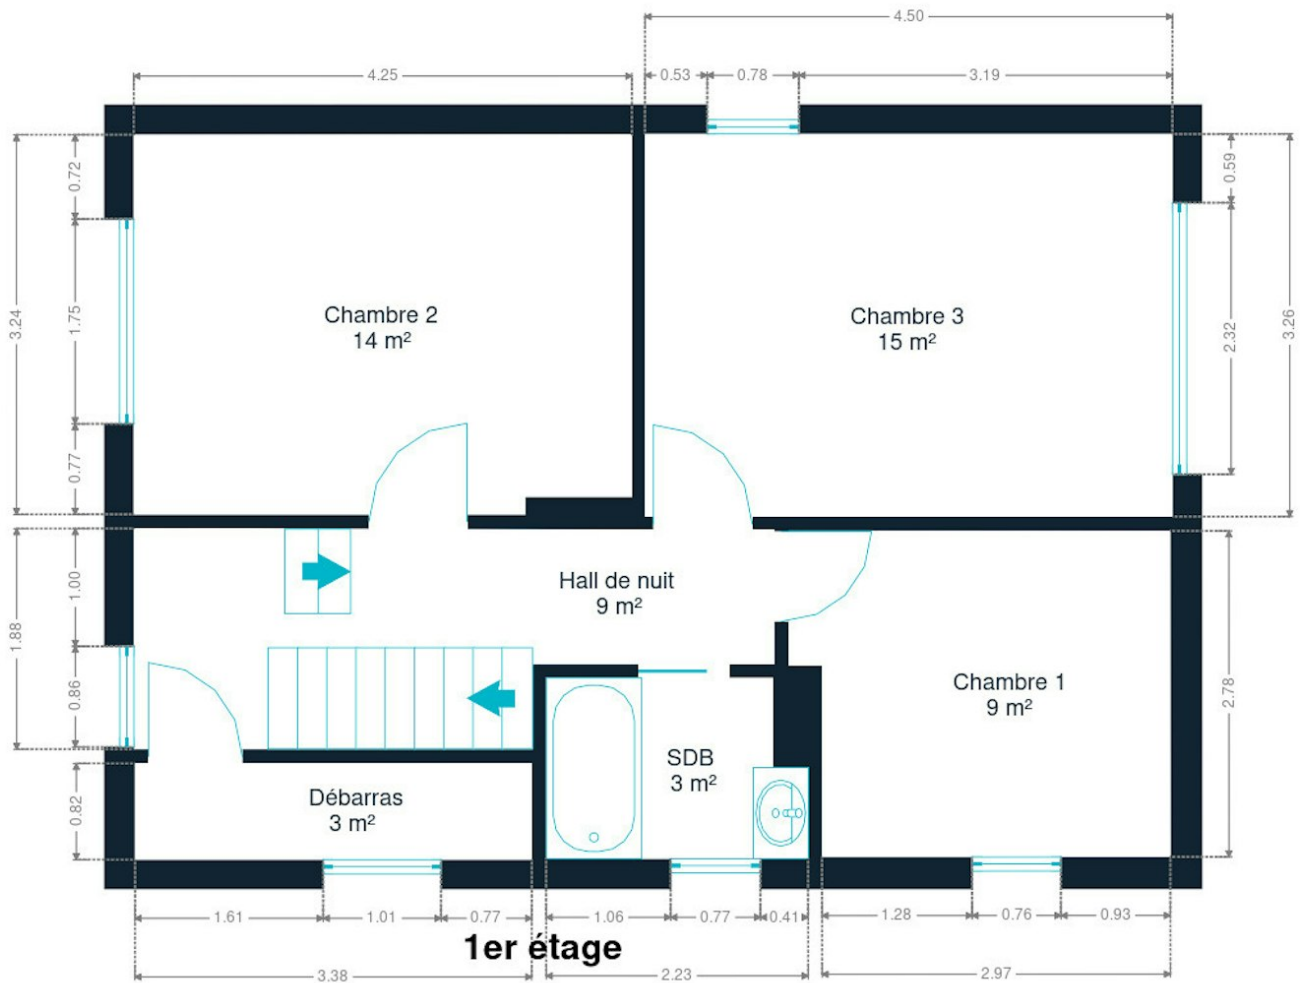 4.50
4.25
0.53
0.78
3.19
0.72
0.59
3.24
1.75
Chambre 2
14 m²
Chambre 3
15 m²
2.32
3.26
0.77
1.00
Hall de nuit
9 m²
1.88
0.86
Chambre 1
9 m²
2.78
SDB
3 m²
Débarras
3 m²
0.82
1.61
1.01
0.77
1.06
0.77
0.41
1.28
0.76
0.93
1er étage
3.38
2.23
2.97